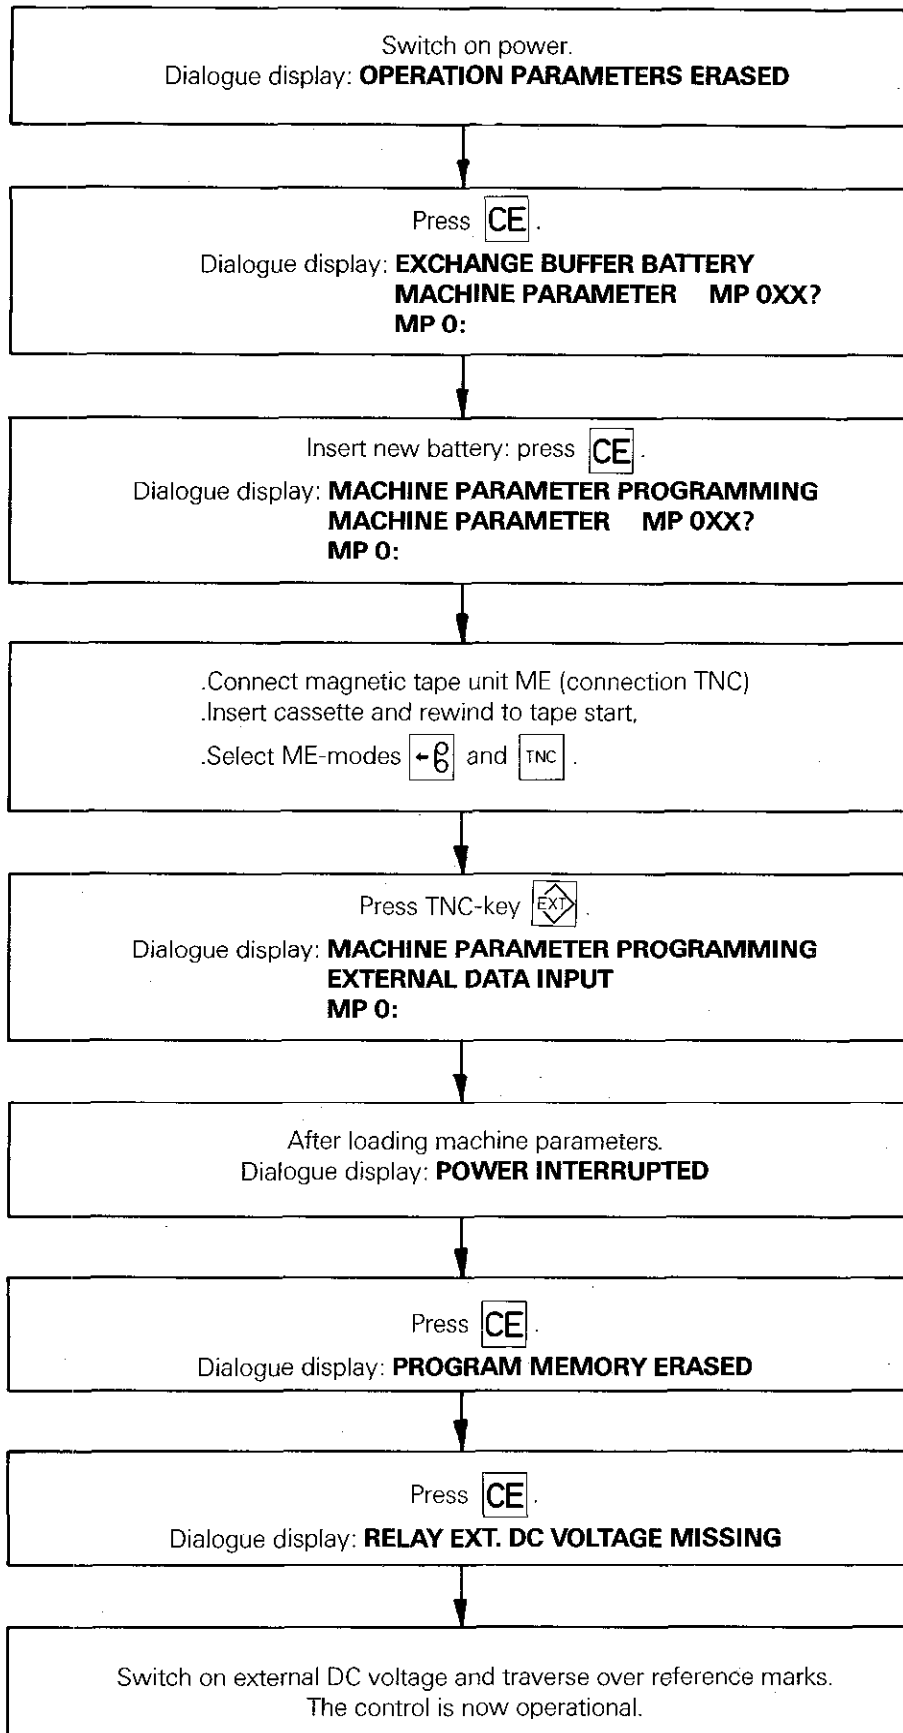 Switch on power.
Dialogue display: OPERATION PARAMETERS ERASED
Press CE .
Dialogue display: EXCHANGE BUFFER BATTERY
MACHINE PARAMETER MP 0XX?
MP 0:
Insert new battery: press CE .
Dialogue display: MACHINE PARAMETER PROGRAMMING
MACHINE PARAMETER MP 0XX?
MP 0:
.Connect magnetic tape unit ME (connection TNC)
.Insert cassette and rewind to tape start,
.Select ME-modes and TNC .
Press TNC-key EXT .
Dialogue display: MACHINE PARAMETER PROGRAMMING
EXTERNAL DATA INPUT
MP 0:
After loading machine parameters.
Dialogue display: POWER INTERRUPTED
Press CE .
Dialogue display: PROGRAM MEMORY ERASED
Press CE .
Dialogue display: RELAY EXT. DC VOLTAGE MISSING
Switch on external DC voltage and traverse over reference marks.
The control is now operational.